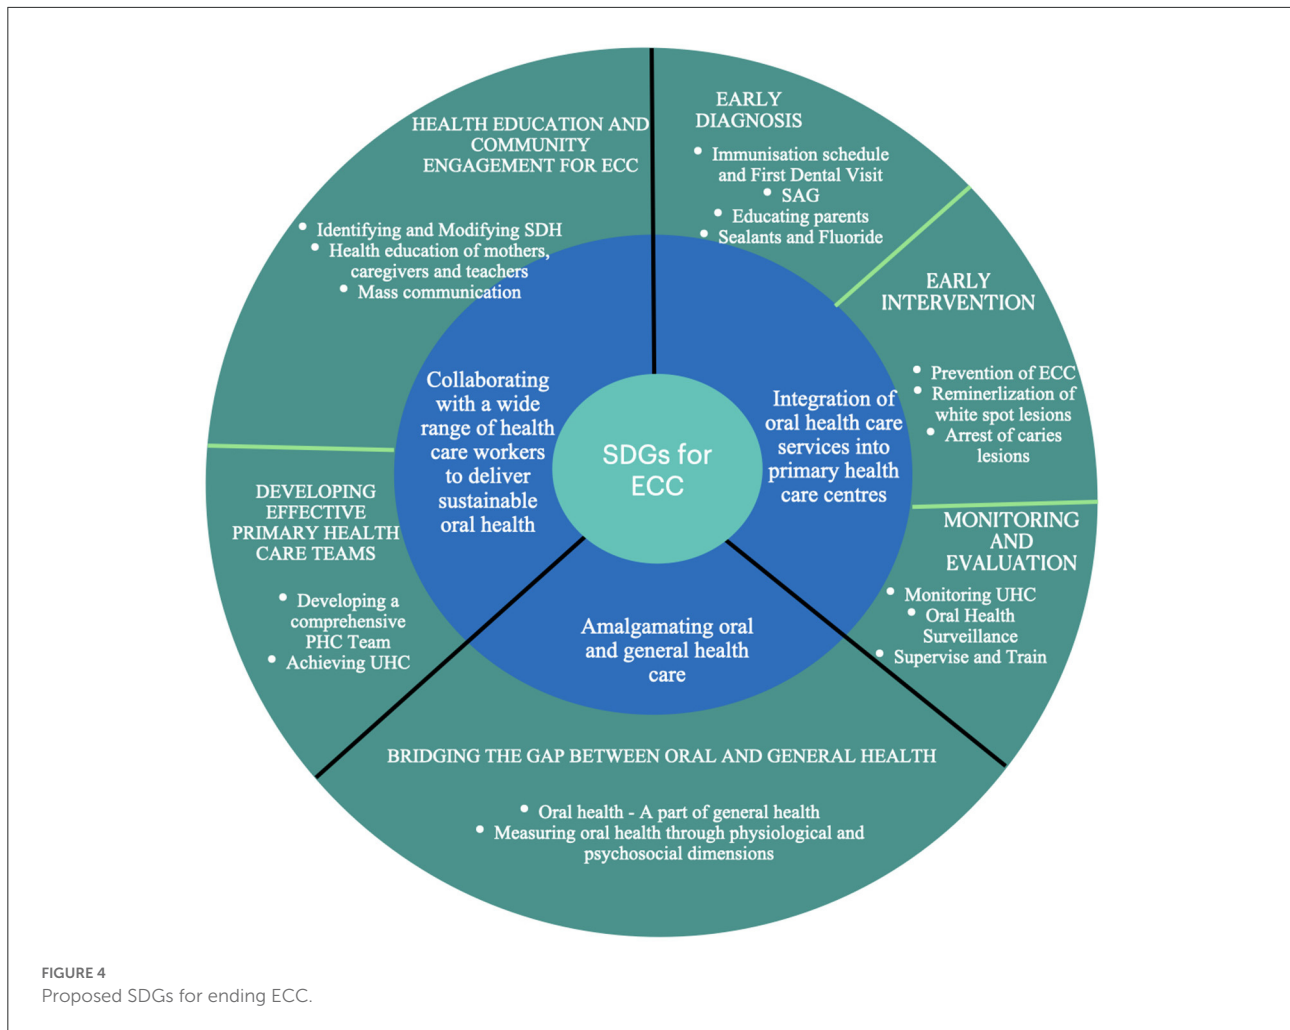 HEALTH EDUCATION AND
COMMUNITY
ENGAGEMENT FOR ECC
• Identifying and Modifying SDH
• Health education of mothers,
caregivers and teachers
• Mass communication
EARLY
DIAGNOSIS
• Immunisation schedule
and First Dental Visit
• SAG
• Educating parents
• Sealants and Fluoride
EARLY
INTERVENTION
• Prevention of ECC
• Reminerlization of
white spot lesions
• Arrest of caries
lesions
MONITORING
AND
EVALUATION
• Monitoring UHC
• Oral Health
Surveillance
• Supervise and Train
Collaborating
with a wide
range of health
care workers
to deliver
sustainable
oral health
SDGs for
ECC
Integration of
oral health care
services into
primary health
care centres
DEVELOPING
EFFECTIVE
PRIMARY HEALTH
CARE TEAMS
• Developing a
comprehensive
PHC Team
• Achieving UHC
Amalgamating oral
and general health
care
BRIDGING THE GAP BETWEEN ORAL AND GENERAL HEALTH
• Oral health - A part of general health
• Measuring oral health through physiological and
psychosocial dimensions
FIGURE 4
Proposed SDGs for ending ECC.